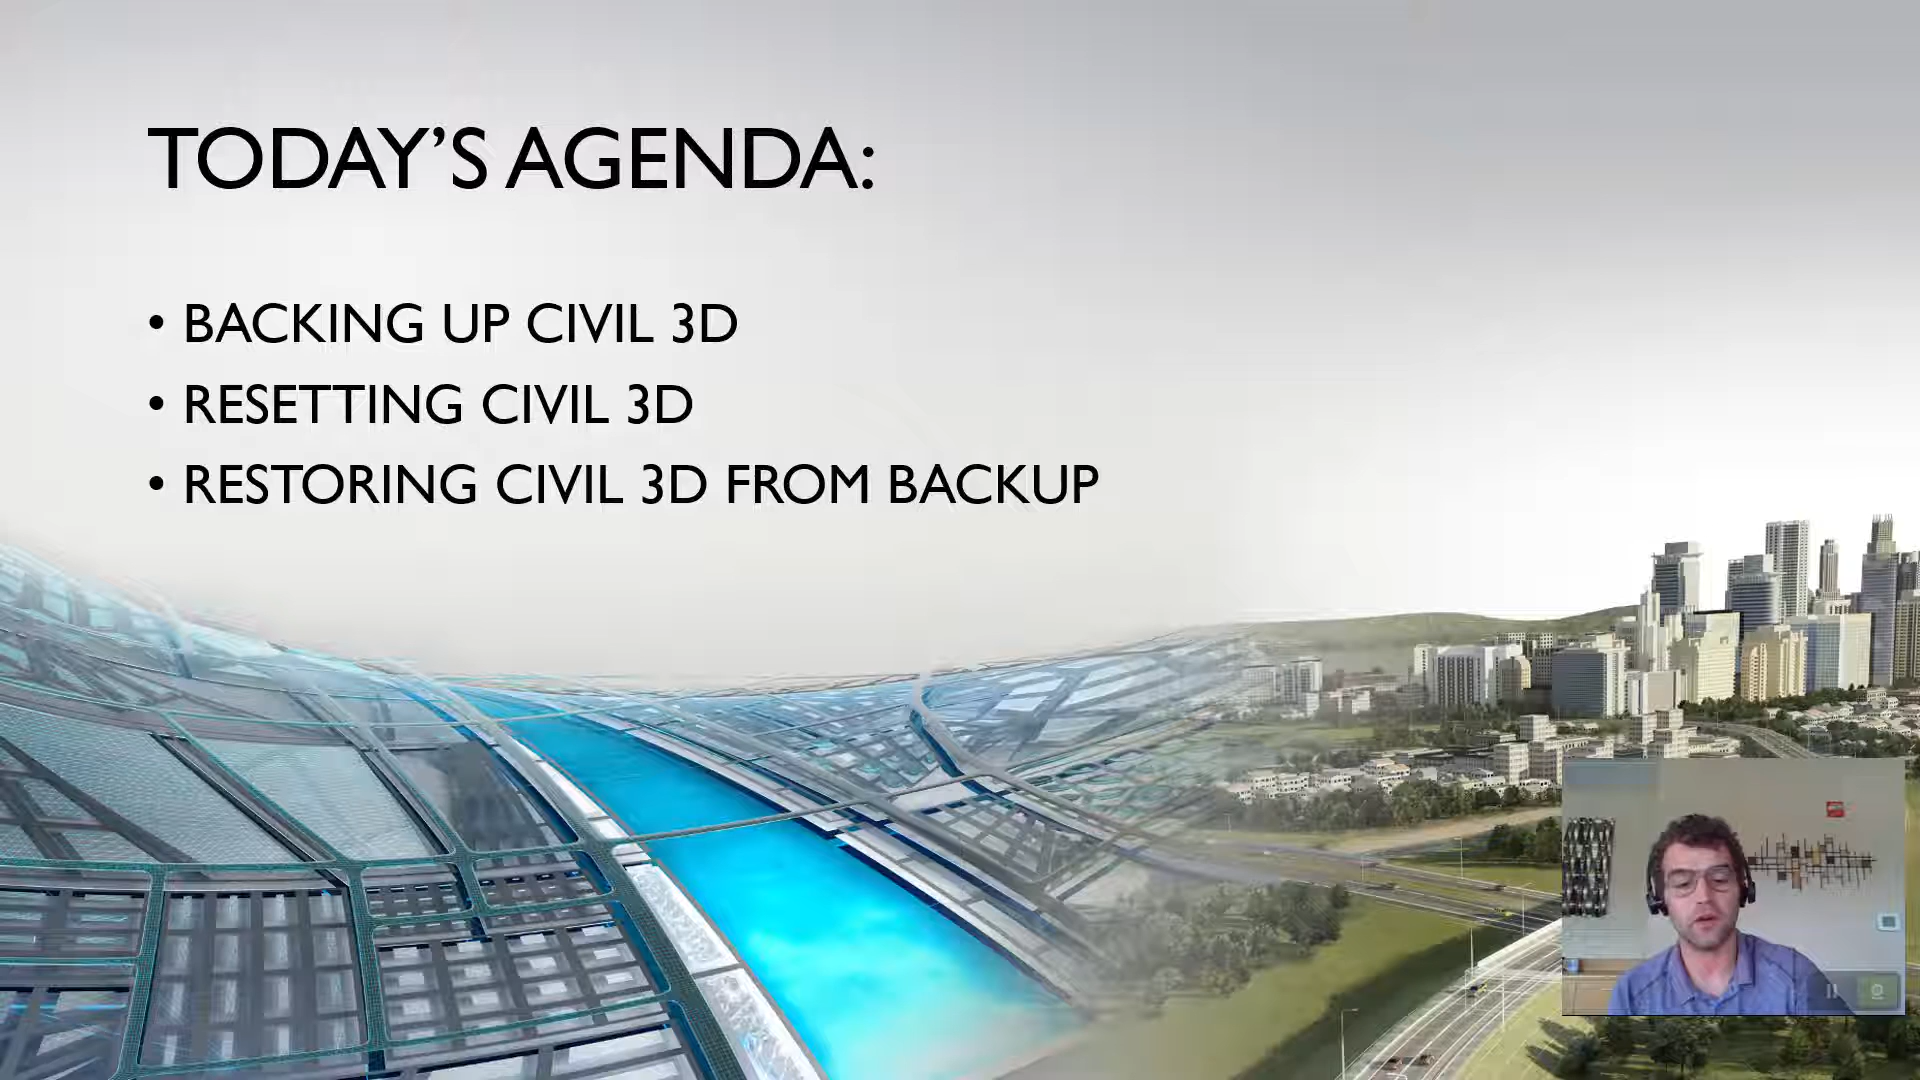 TODAY’S AGENDA:
• BACKING UP CIVIL 3D
• RESETTING CIVIL 3D
• RESTORING CIVIL 3D FROM BACKUP